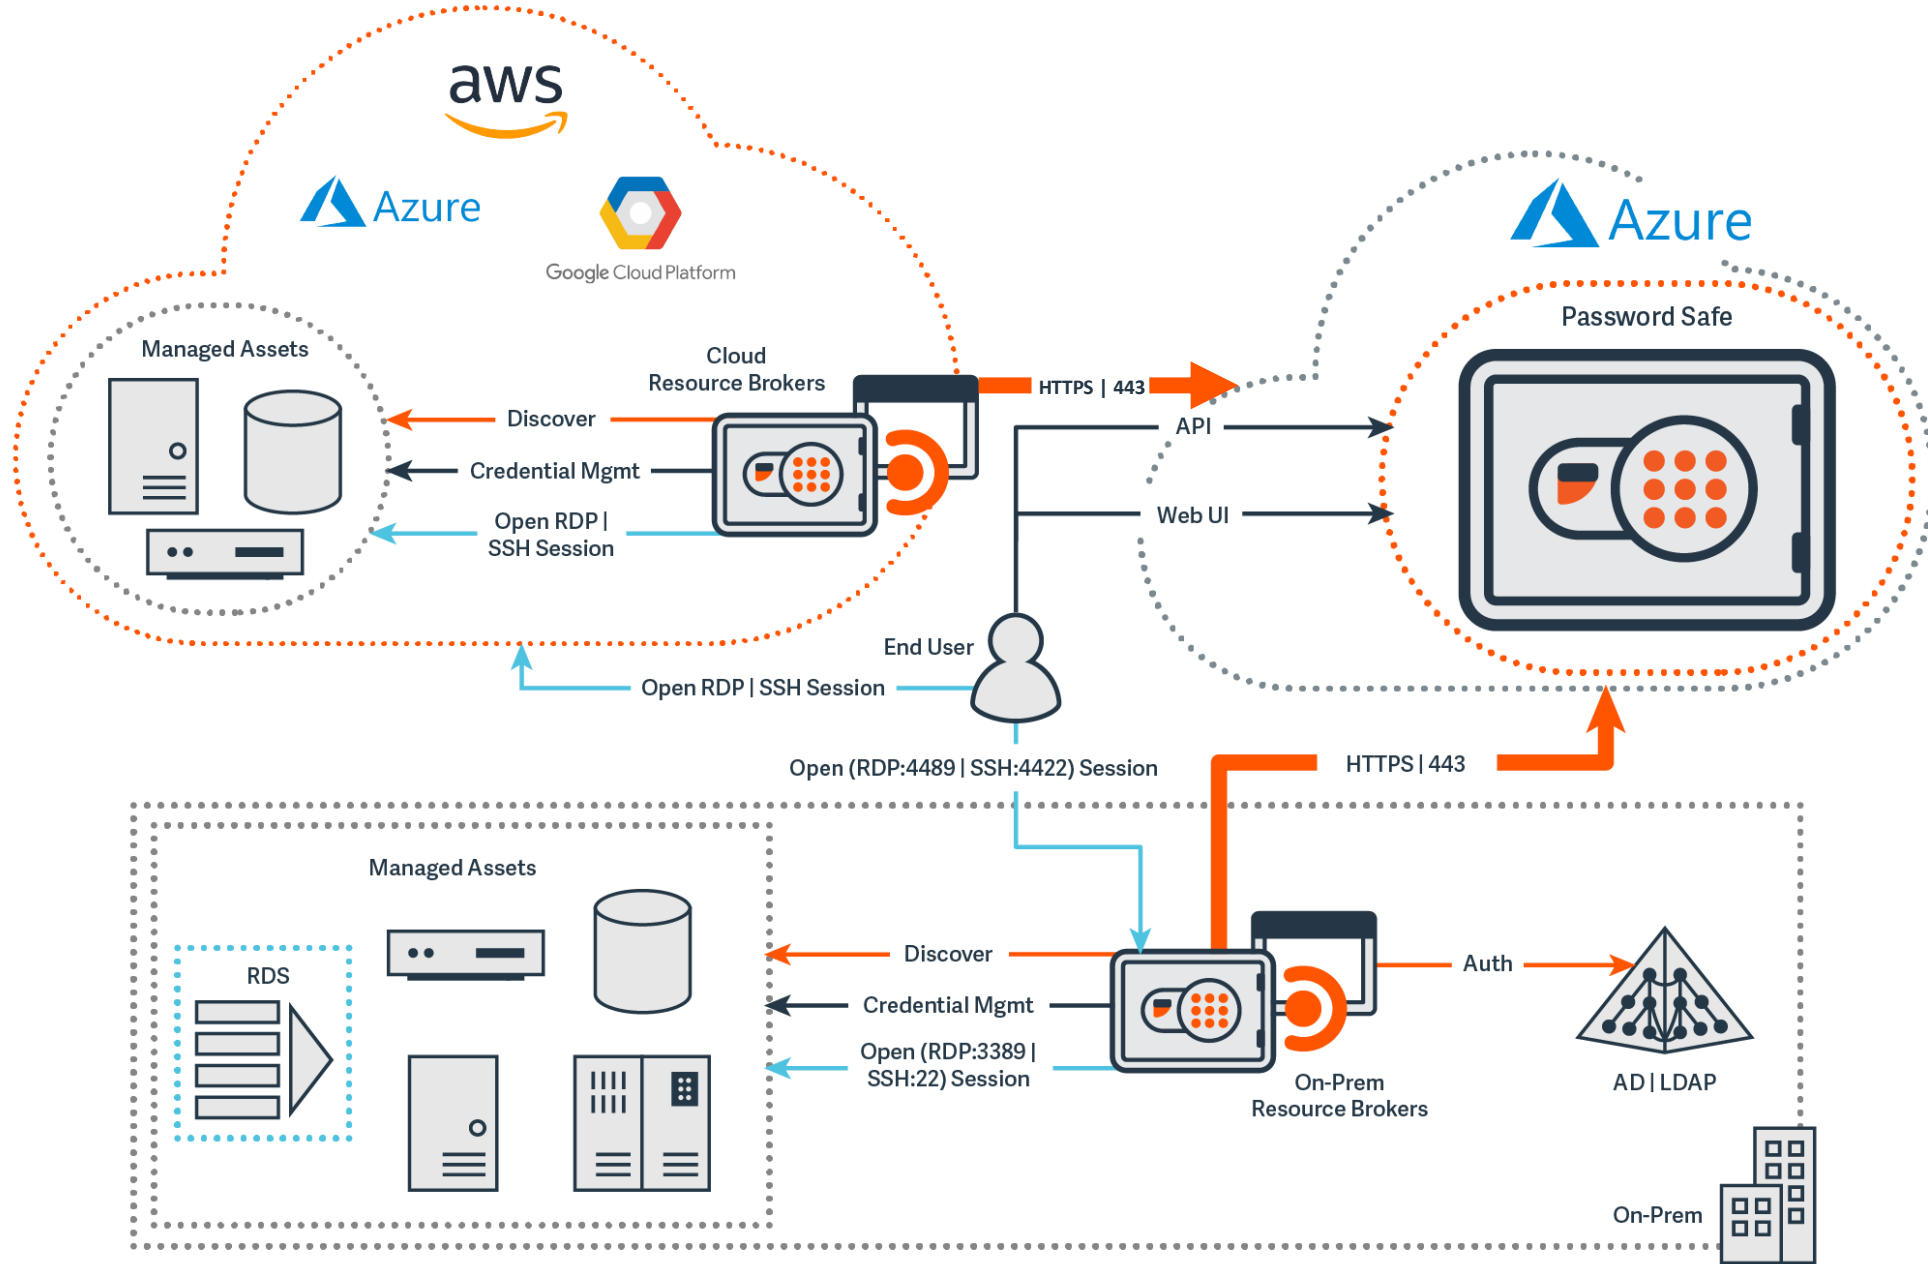 aws
Azure
Google Cloud Platform
Azure
Password Safe
Managed Assets
Cloud
Resource Brokers
HTTPS | 443
Discover
API
Credential Mgmt
Open RDP |
SSH Session
Web UI
End User
Open RDP | SSH Session
Open (RDP:4489 | SSH:4422) Session
HTTPS | 443
Managed Assets
RDS
Discover
Auth
Credential Mgmt
Open (RDP:3389 |
SSH:22) Session
On-Prem
Resource Brokers
AD | LDAP
On-Prem